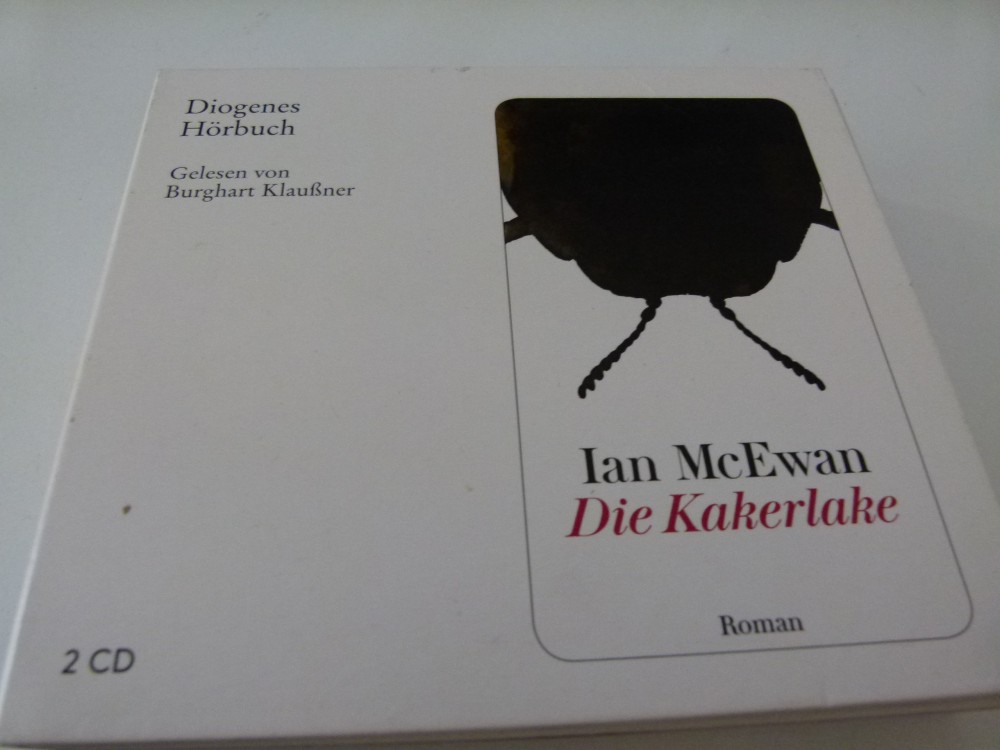 Diogenes
Hörbuch
Gelesen von
Burghart Klaußner
Ian McEwan
Die Kakerlake
Roman
2 CD